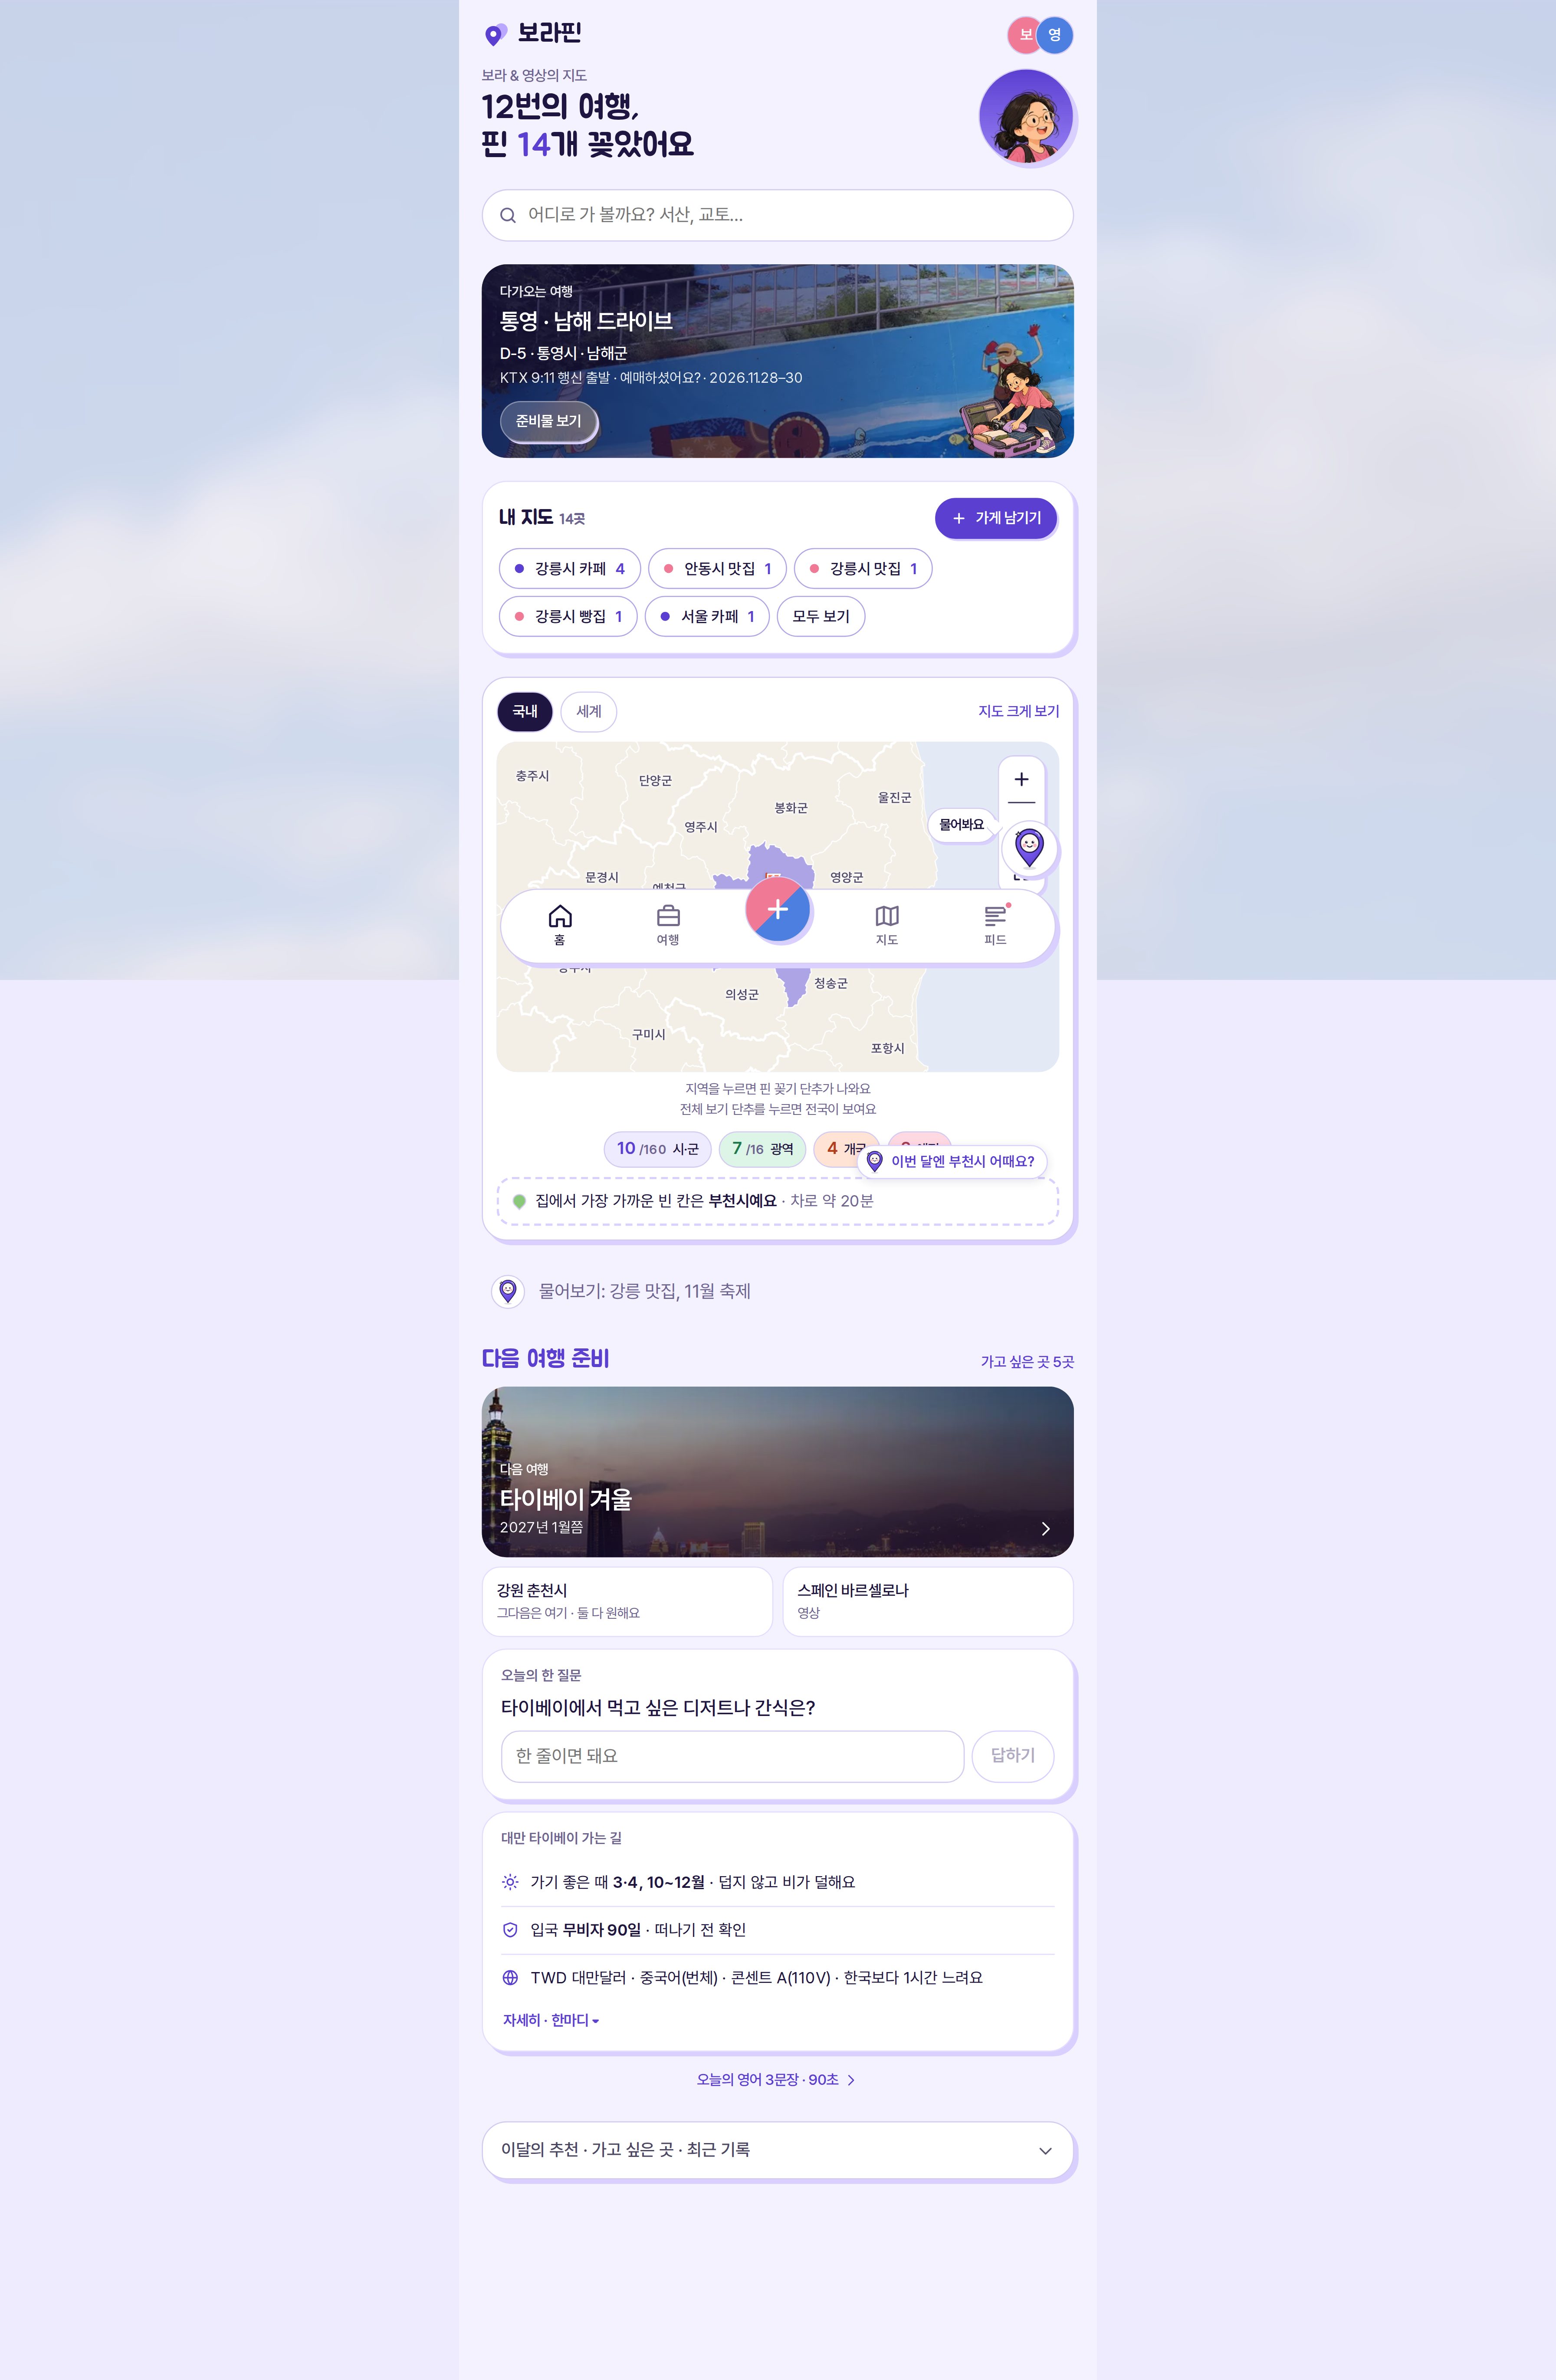 보라핀
보 영
보라 & 영상의 지도
12번의 여행,
핀 14개 꽂았어요
어디로 가 볼까요? 서산, 교토...
다가오는 여행
통영 · 남해 드라이브
D-5 · 통영시 · 남해군
KTX 9:11 행신 출발 · 예매하셨어요? · 2026.11.28–30
준비물 보기
내 지도 14곳
+ 가게 남기기
강릉시 카페 4
안동시 맛집 1
강릉시 맛집 1
강릉시 빵집 1
서울 카페 1
모두 보기
국내
세계
지도 크게 보기
충주시
단양군
울진군
봉화군
영주시
물어봐요
문경시
영양군
홈
여행
지도
피드
청송군
의성군
구미시
포항시
지역을 누르면 핀 꽂기 단추가 나와요
전체 보기 단추를 누르면 전국이 보여요
10 /160 시·군
7 /16 광역
4 개국
이번 달엔 부천시 어때요?
집에서 가장 가까운 빈 칸은 부천시예요 · 차로 약 20분
물어보기: 강릉 맛집, 11월 축제
다음 여행 준비
가고 싶은 곳 5곳
다음 여행
타이베이 겨울
2027년 1월쯤
강원 춘천시
그다음은 여기 · 둘 다 원해요
스페인 바르셀로나
영상
오늘의 한 질문
타이베이에서 먹고 싶은 디저트나 간식은?
한 줄이면 돼요
답하기
대만 타이베이 가는 길
가기 좋은 때 3·4, 10~12월 · 덥지 않고 비가 덜해요
입국 무비자 90일 · 떠나기 전 확인
TWD 대만달러 · 중국어(번체) · 콘센트 A(110V) · 한국보다 1시간 느려요
자세히 · 한마디
오늘의 영어 3문장 · 90초
이달의 추천 · 가고 싶은 곳 · 최근 기록